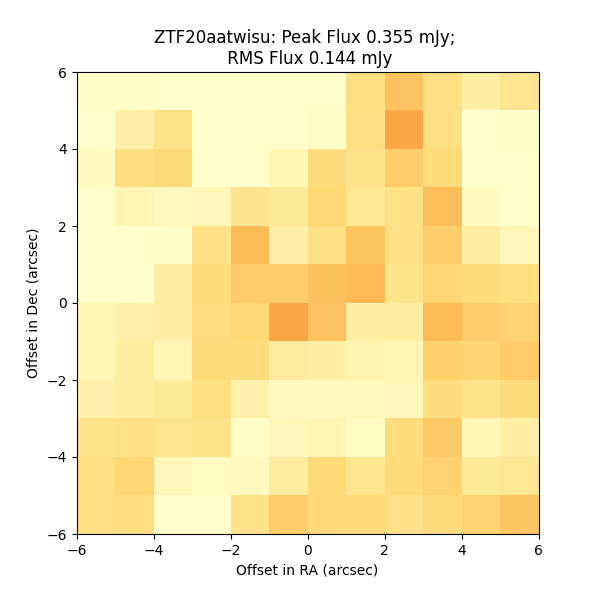 ZTF20aatwisu: Peak Flux 0.355 mJy;
RMS Flux 0.144 mJy
6
4
2
0
−2
−4
−6
Offset in Dec (arcsec)
−6 −4 −2 0 2 4 6
Offset in RA (arcsec)